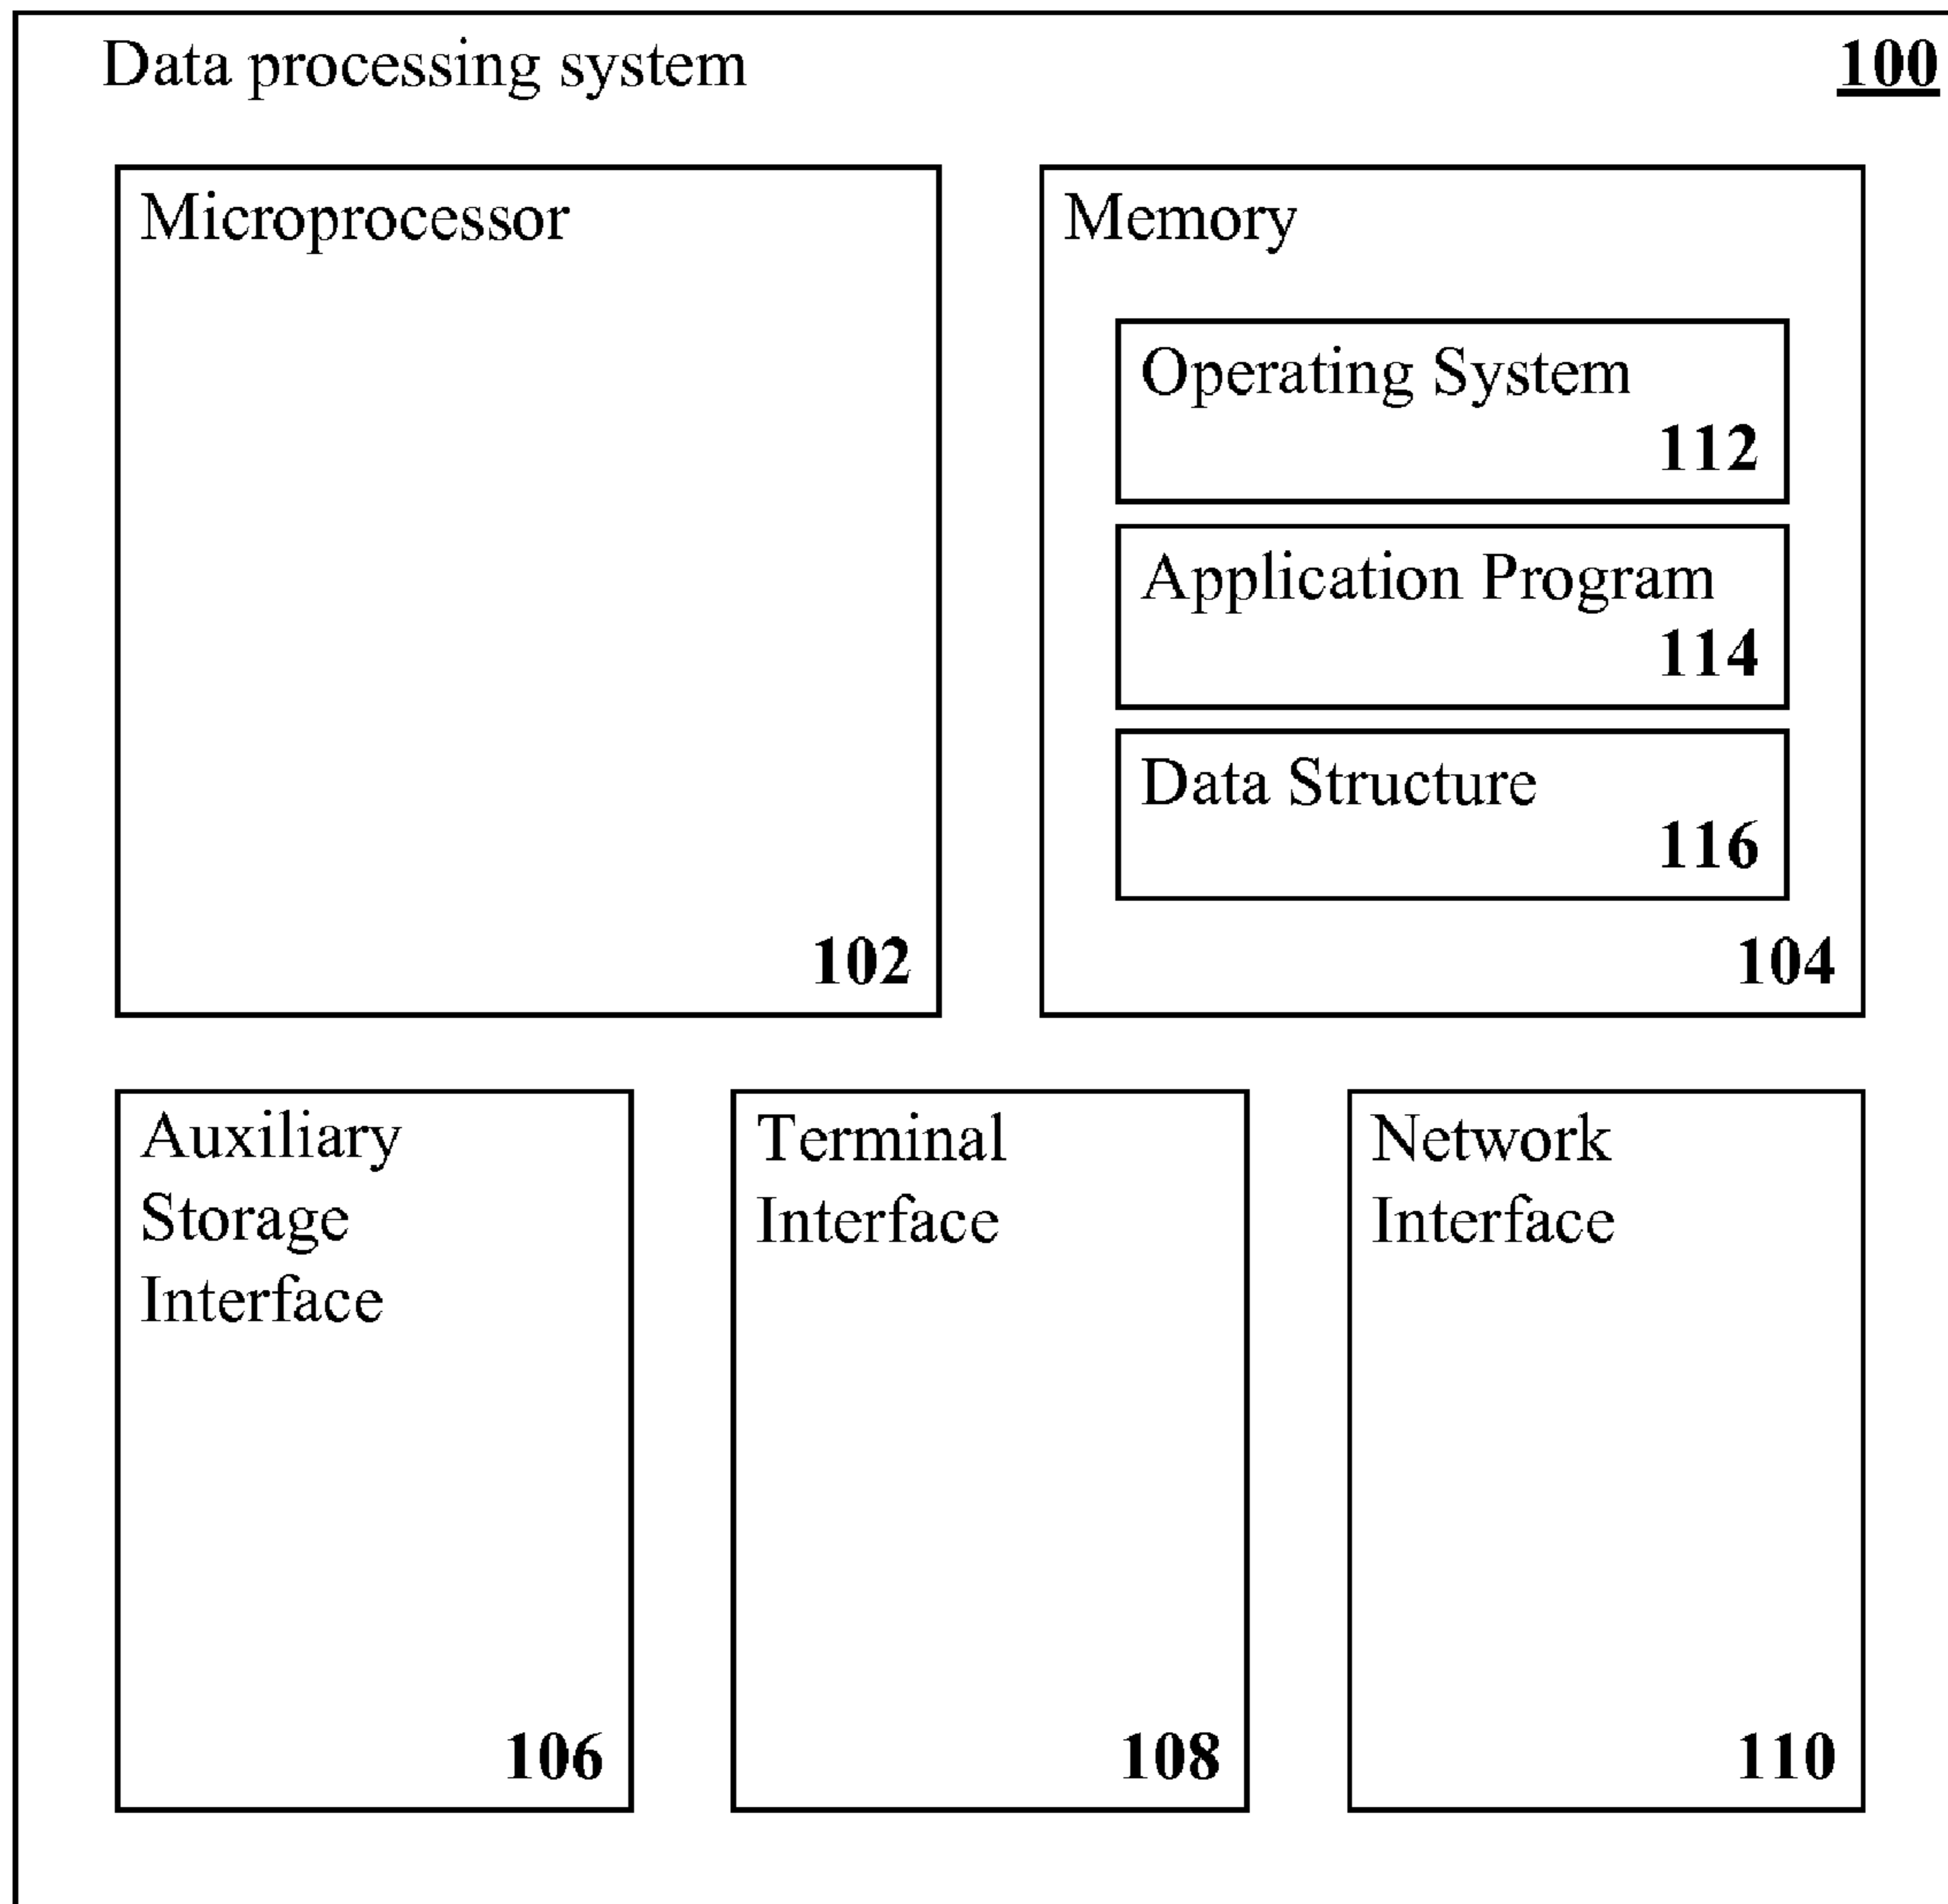 Data processing system 100
Microprocessor
102
Memory
Operating System
112
Application Program
114
Data Structure
116
104
Auxiliary
Storage
Interface
106
Terminal
Interface
108
Network
Interface
110